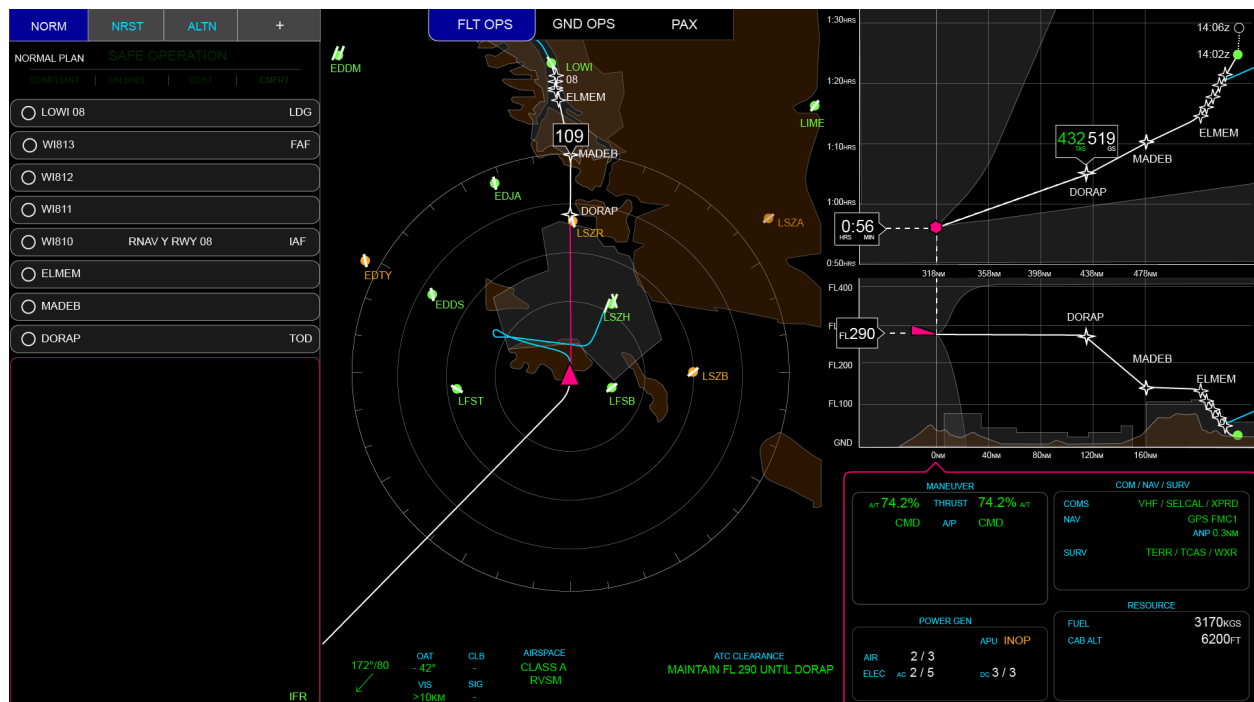 NORM NRST ALTN +
NORMAL PLAN SAFE OPERATION
COMPLIANT ON SHDL COST CMFRT
LOWI 08 LDG
WI813 FAF
WI812
WI811
WI810 RNAV Y RWY 08 IAF
ELMEM
MADEB
DORAP TOD
IFR
FLT OPS GND OPS PAX
EDDM
LOWI
08
ELMEM
LIME
109
MADEB
EDJA
DORAP
LSZR
LSZA
EDTY
EDDS
LSZH
LSZB
LFST
LFSB
172°/80
OAT CLB AIRSPACE
- 42° - CLASS A
RVSM
VIS SIG
>10KM -
ATC CLEARANCE
MAINTAIN FL 290 UNTIL DORAP
1:30HRS
14:06z
14:02z
1:20HRS
ELMEM
432 519
TAS GS
1:10HRS
MADEB
DORAP
1:00HRS
0:56
HRS MIN
0:50HRS
318NM 358NM 398NM 438NM 478NM
FL400
DORAP
FL
FL290
MADEB
FL200
ELMEM
FL100
GND
0NM 40NM 80NM 120NM 160NM
MANEUVER
A/T 74.2% THRUST 74.2% A/T
CMD A/P CMD
COM / NAV / SURV
COMS VHF / SELCAL / XPRD
NAV GPS FMC1
ANP 0.3NM
SURV TERR / TCAS / WXR
POWER GEN
APU INOP
AIR 2 / 3
ELEC AC 2 / 5 DC 3 / 3
RESOURCE
FUEL 3170KGS
CAB ALT 6200FT